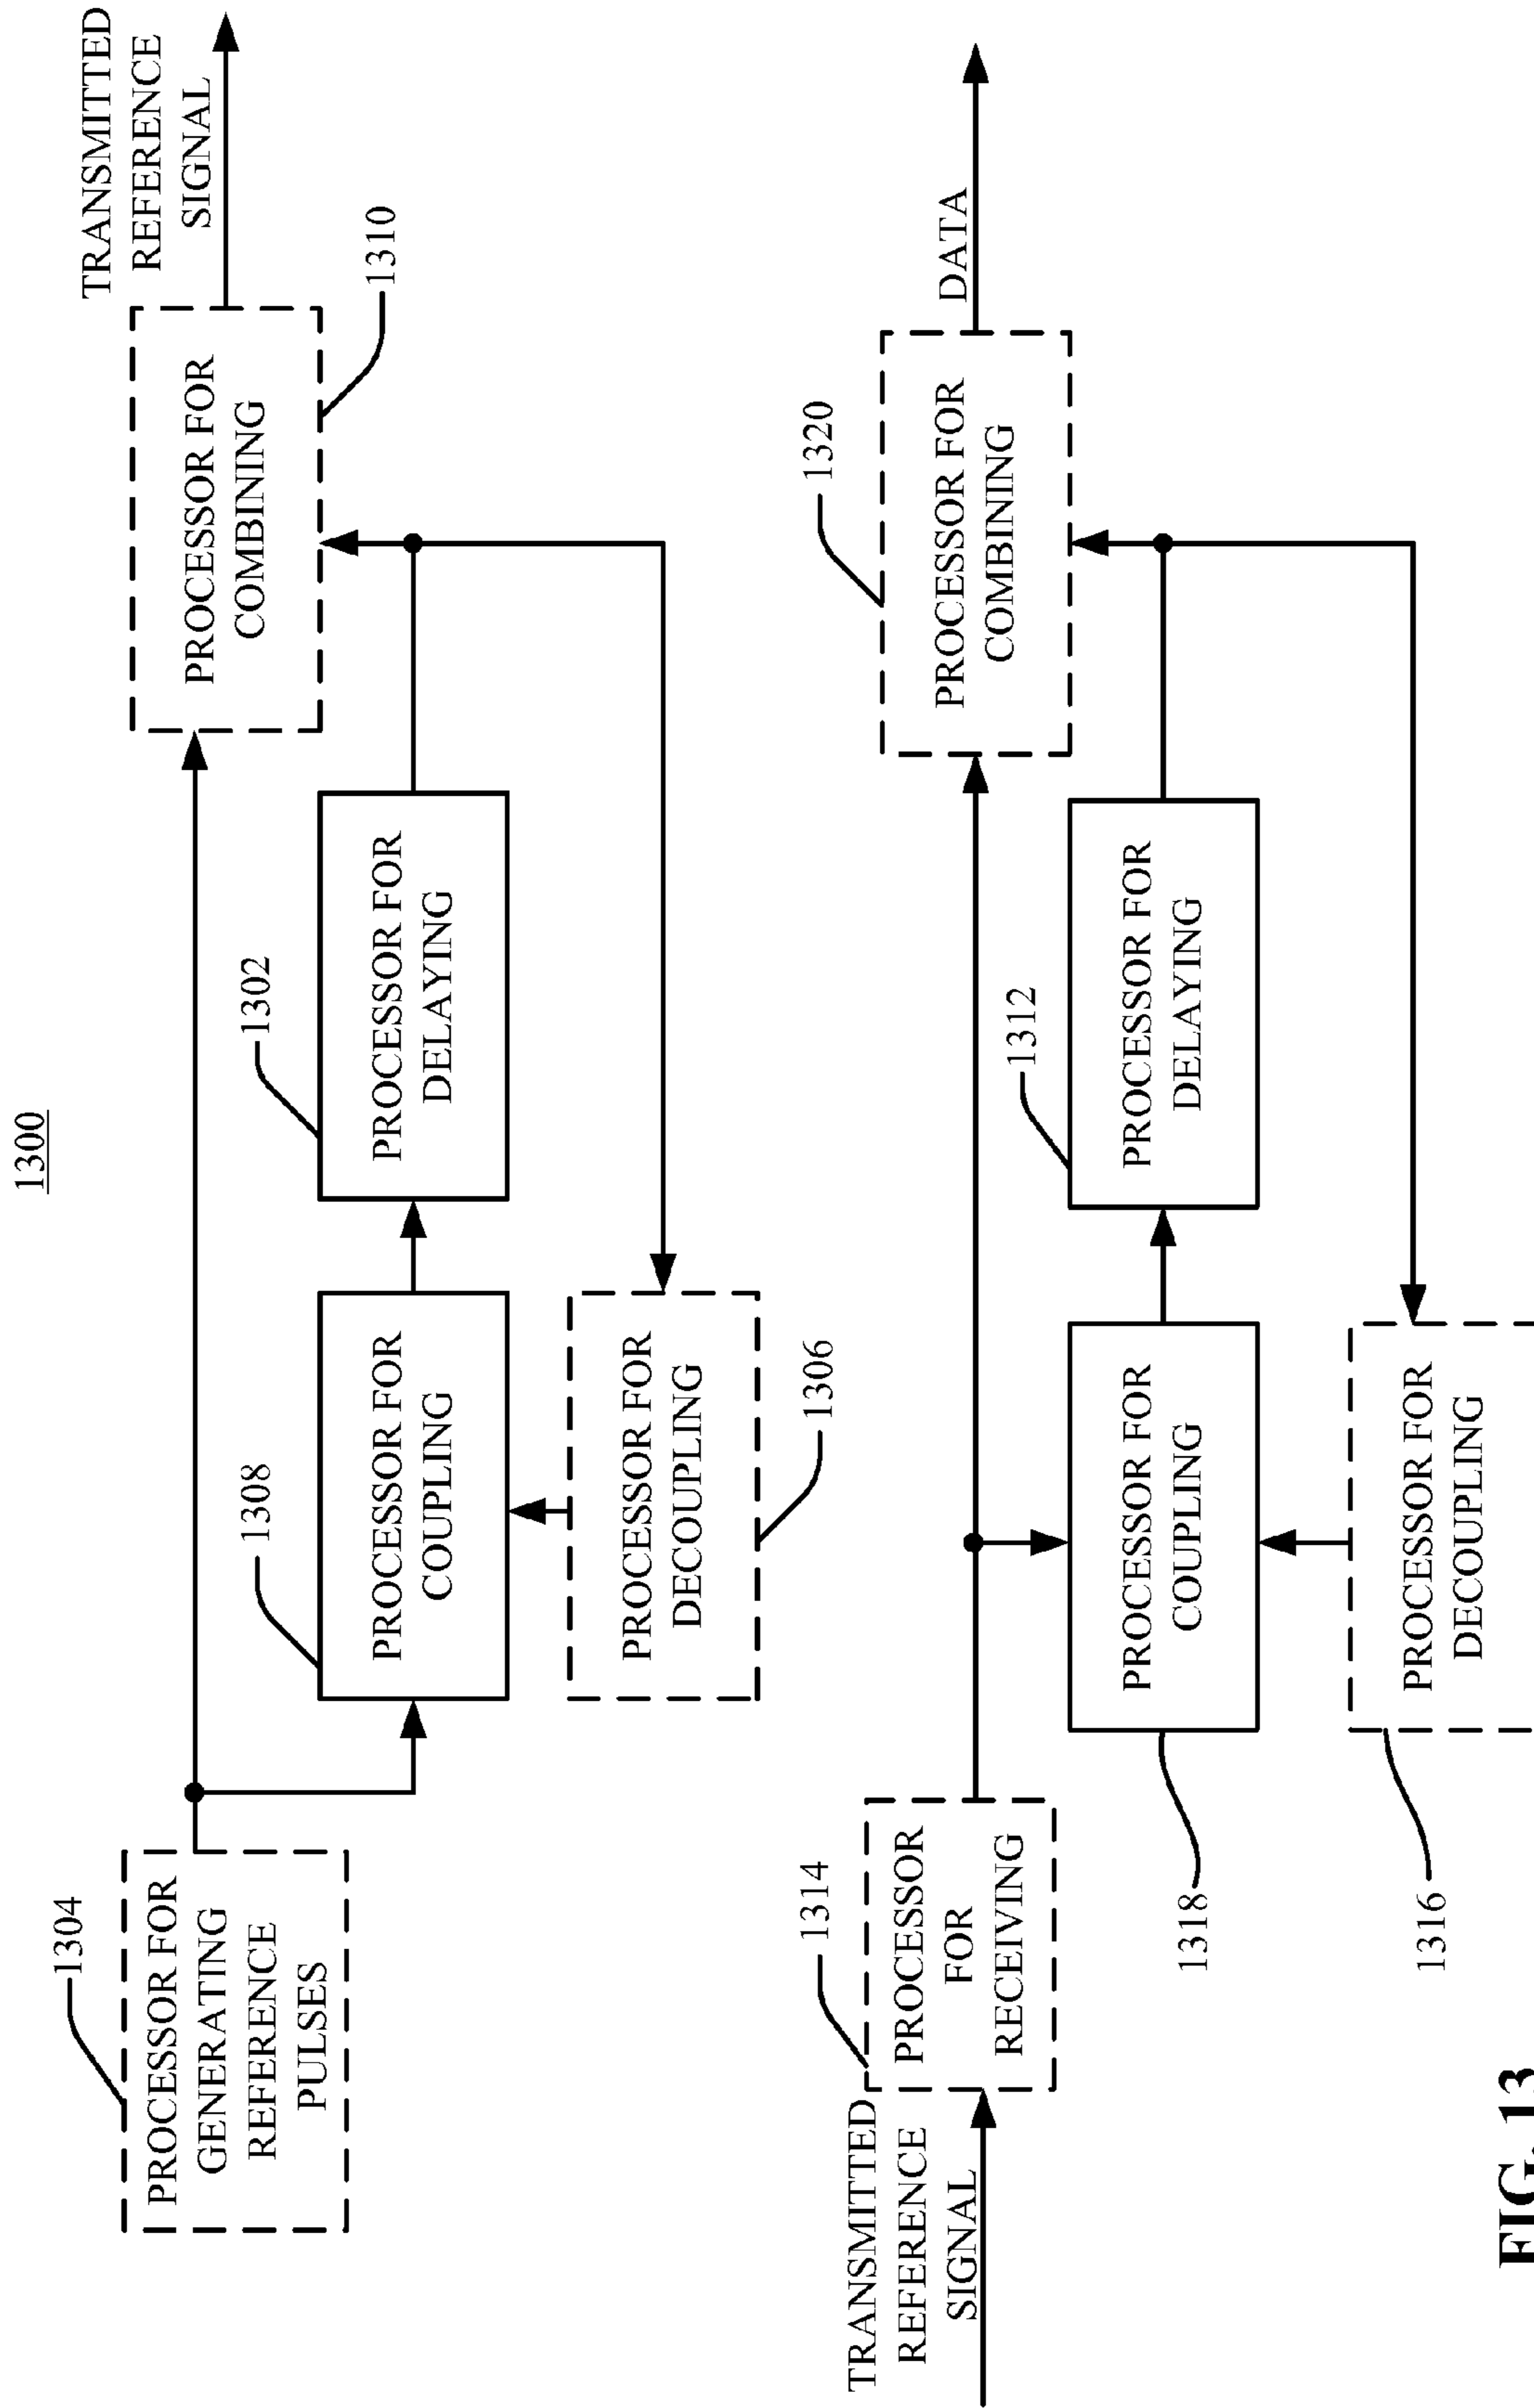 1300
TRANSMITTED
REFERENCE
SIGNAL
1304
PROCESSOR FOR
GENERATING
REFERENCE
PULSES
PROCESSOR FOR
COMBINING
1310
1308
PROCESSOR FOR
COUPLING
1302
PROCESSOR FOR
DELAYING
PROCESSOR FOR
DECOUPLING
1306
TRANSMITTED
REFERENCE
SIGNAL
1314
PROCESSOR
FOR
RECEIVING
1320
PROCESSOR FOR
COMBINING
DATA
1318
PROCESSOR FOR
COUPLING
1312
PROCESSOR FOR
DELAYING
1316
PROCESSOR FOR
DECOUPLING
FIG. 13